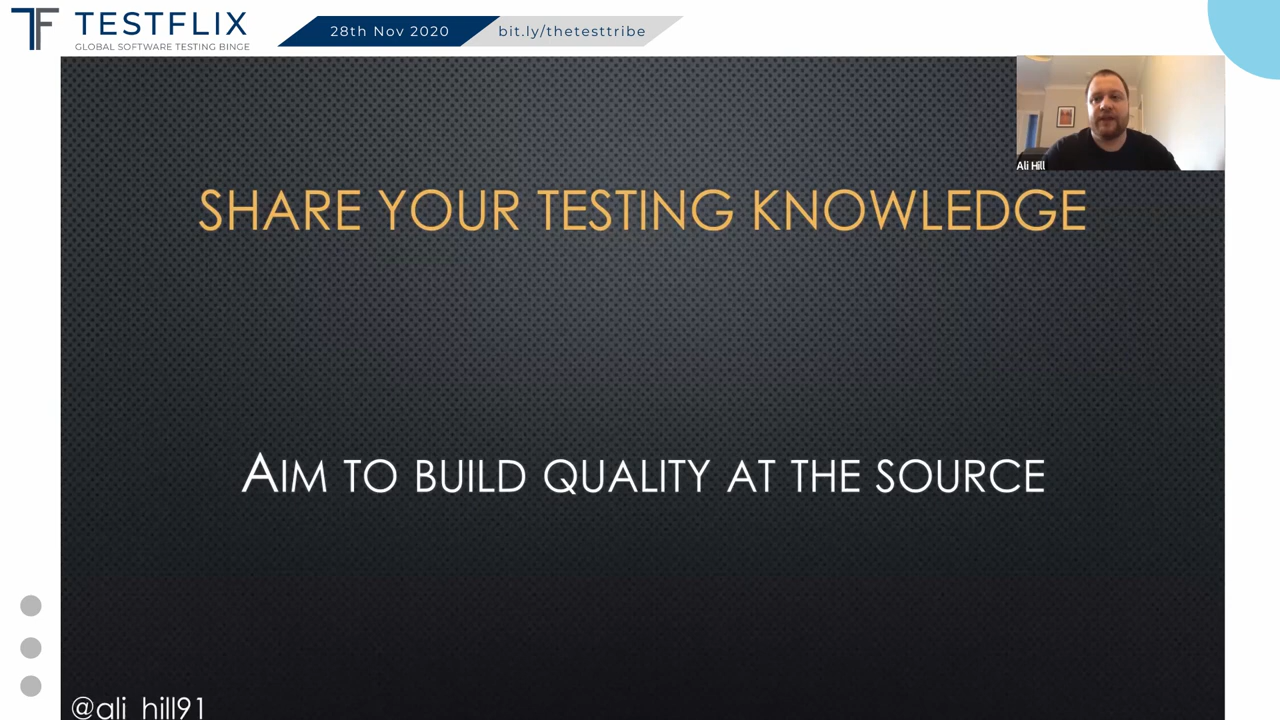 TF TESTFLIX
GLOBAL SOFTWARE TESTING BINGE
28th Nov 2020
bit.ly/thetesttribe
Ali Hill
SHARE YOUR TESTING KNOWLEDGE
AIM TO BUILD QUALITY AT THE SOURCE
@ali_hill91